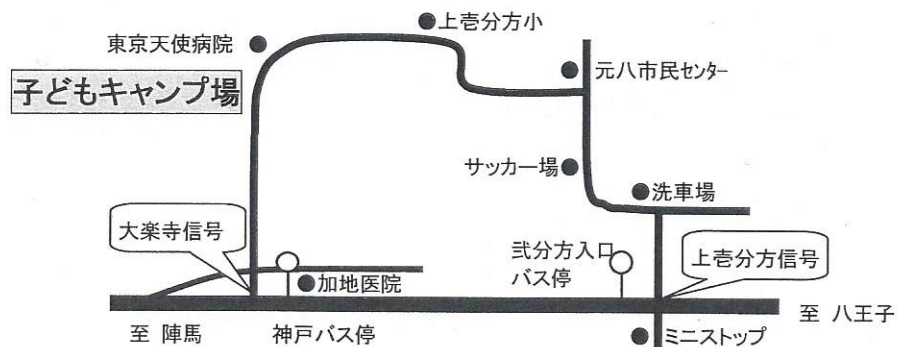 上壱分方小
東京天使病院
元八市民センター
子どもキャンプ場
サッカー場
洗車場
大楽寺信号
弐分方入口
バス停
上壱分方信号
加地医院
至 八王子
至 陣馬
神戸バス停
ミニストップ